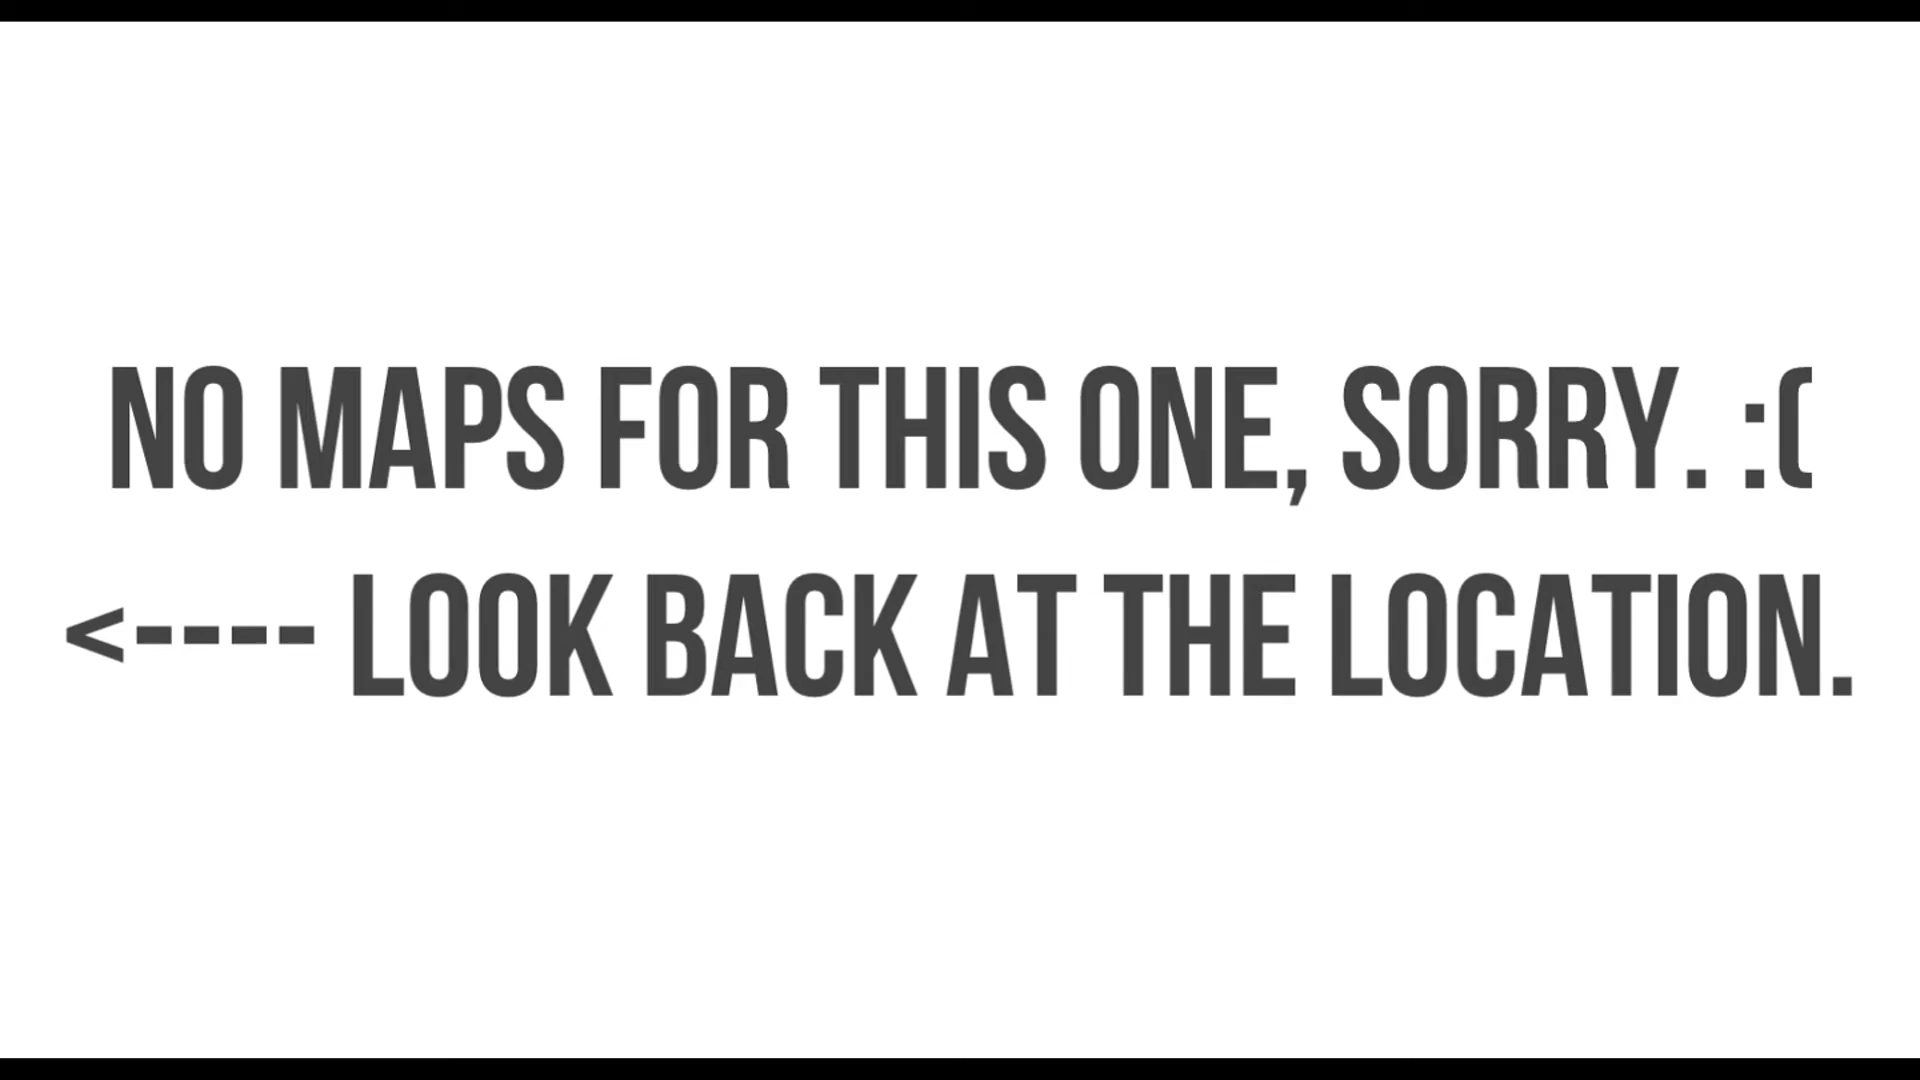 NO MAPS FOR THIS ONE, SORRY. :(
<---- LOOK BACK AT THE LOCATION.